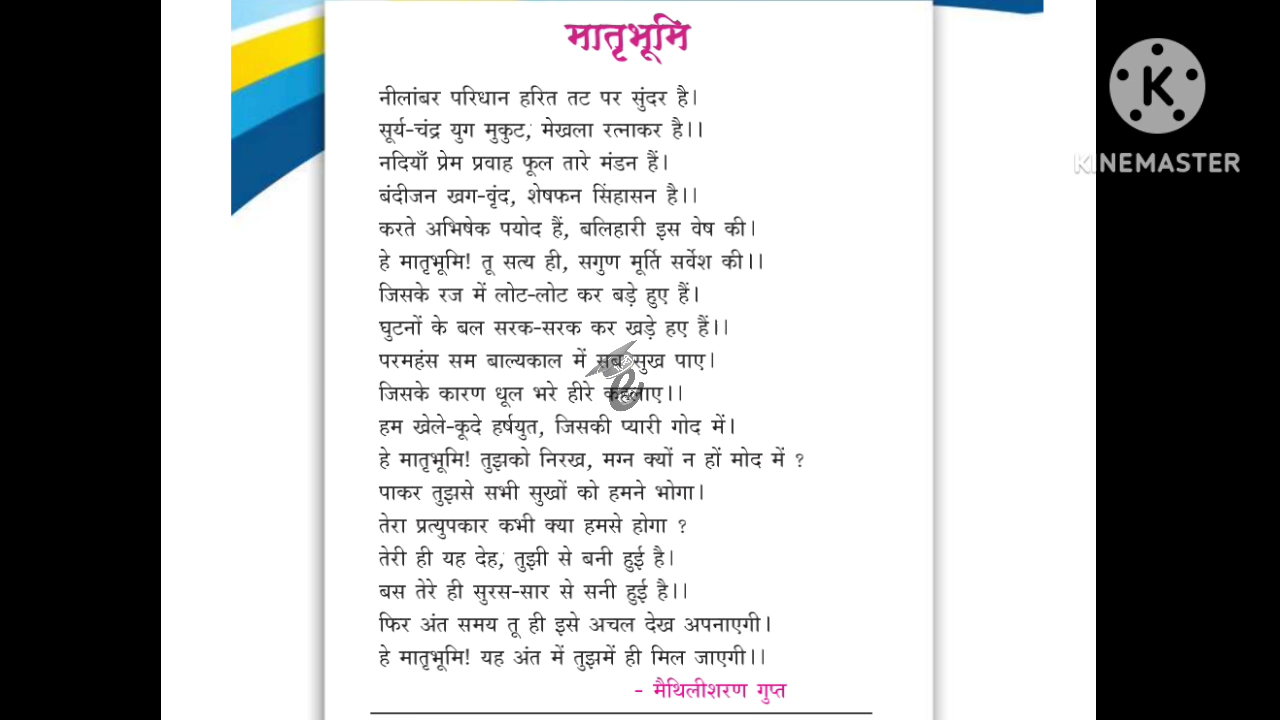 मातृभूमि
नीलांबर परिधान हरित तट पर सुंदर है।
सूर्य-चंद्र युग मुकुट, मेखला रत्नाकर है।।
नदियाँ प्रेम प्रवाह फूल तारे मंडन हैं।
बंदीजन खग-वृंद, शेषफन सिंहासन है।।
करते अभिषेक पयोद हैं, बलिहारी इस वेष की।
हे मातृभूमि! तू सत्य ही, सगुण मूर्ति सर्वेश की।।
जिसके रज में लोट-लोट कर बड़े हुए हैं।
घुटनों के बल सरक-सरक कर खड़े हए हैं।।
परमहंस सम बाल्यकाल में सब सुख पाए।
जिसके कारण धूल भरे हीरे कहलाए।।
हम खेले-कूदे हर्षयुत, जिसकी प्यारी गोद में।
हे मातृभूमि! तुझको निरख, मग्न क्यों न हों मोद में ?
पाकर तुझसे सभी सुखों को हमने भोगा।
तेरा प्रत्युपकार कभी क्या हमसे होगा ?
तेरी ही यह देह, तुझी से बनी हुई है।
बस तेरे ही सुरस-सार से सनी हुई है।।
फिर अंत समय तू ही इसे अचल देख अपनाएगी।
हे मातृभूमि! यह अंत में तुझमें ही मिल जाएगी।।
- मैथिलीशरण गुप्त
K
KINEMASTER